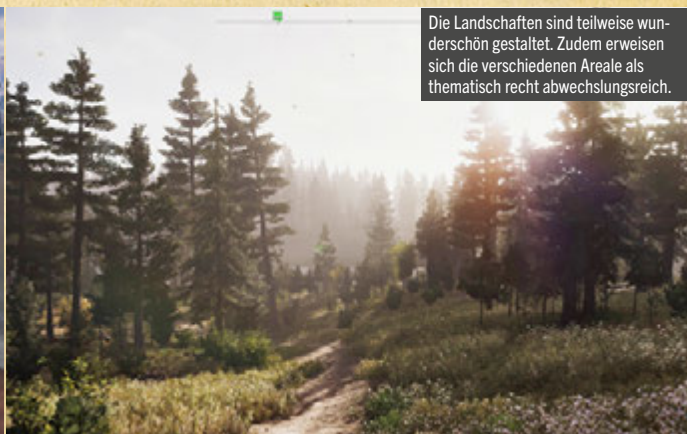 Die Landschaften sind teilweise wun-
derschön gestaltet. Zudem erweisen
sich die verschiedenen Areale als
thematisch recht abwechslungsreich.